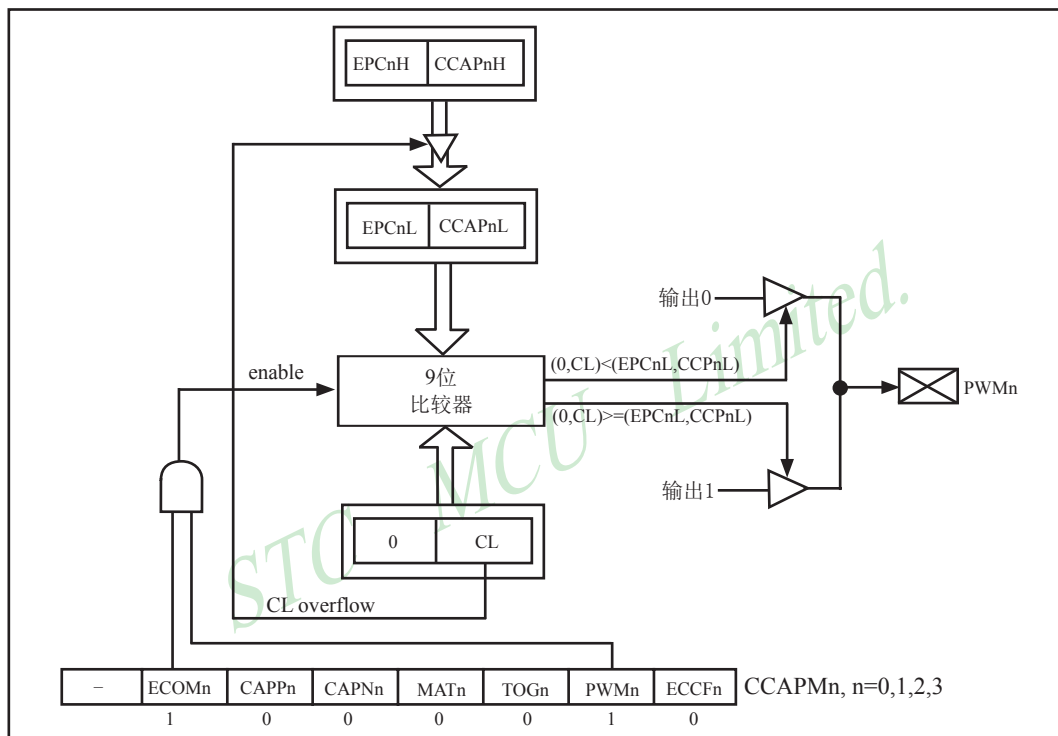 EPCnH CCAPnH
EPCnL CCAPnL
输出0
(0,CL)<(EPCnL,CCPnL)
enable
9位
比较器
PWMn
(0,CL)>=(EPCnL,CCPnL)
输出1
0 CL
CL overflow
STC MCU Limited.
– ECOMn CAPPn CAPNn MATn TOGn PWMn ECCFn CCAPMn, n=0,1,2,3
1 0 0 0 0 1 0